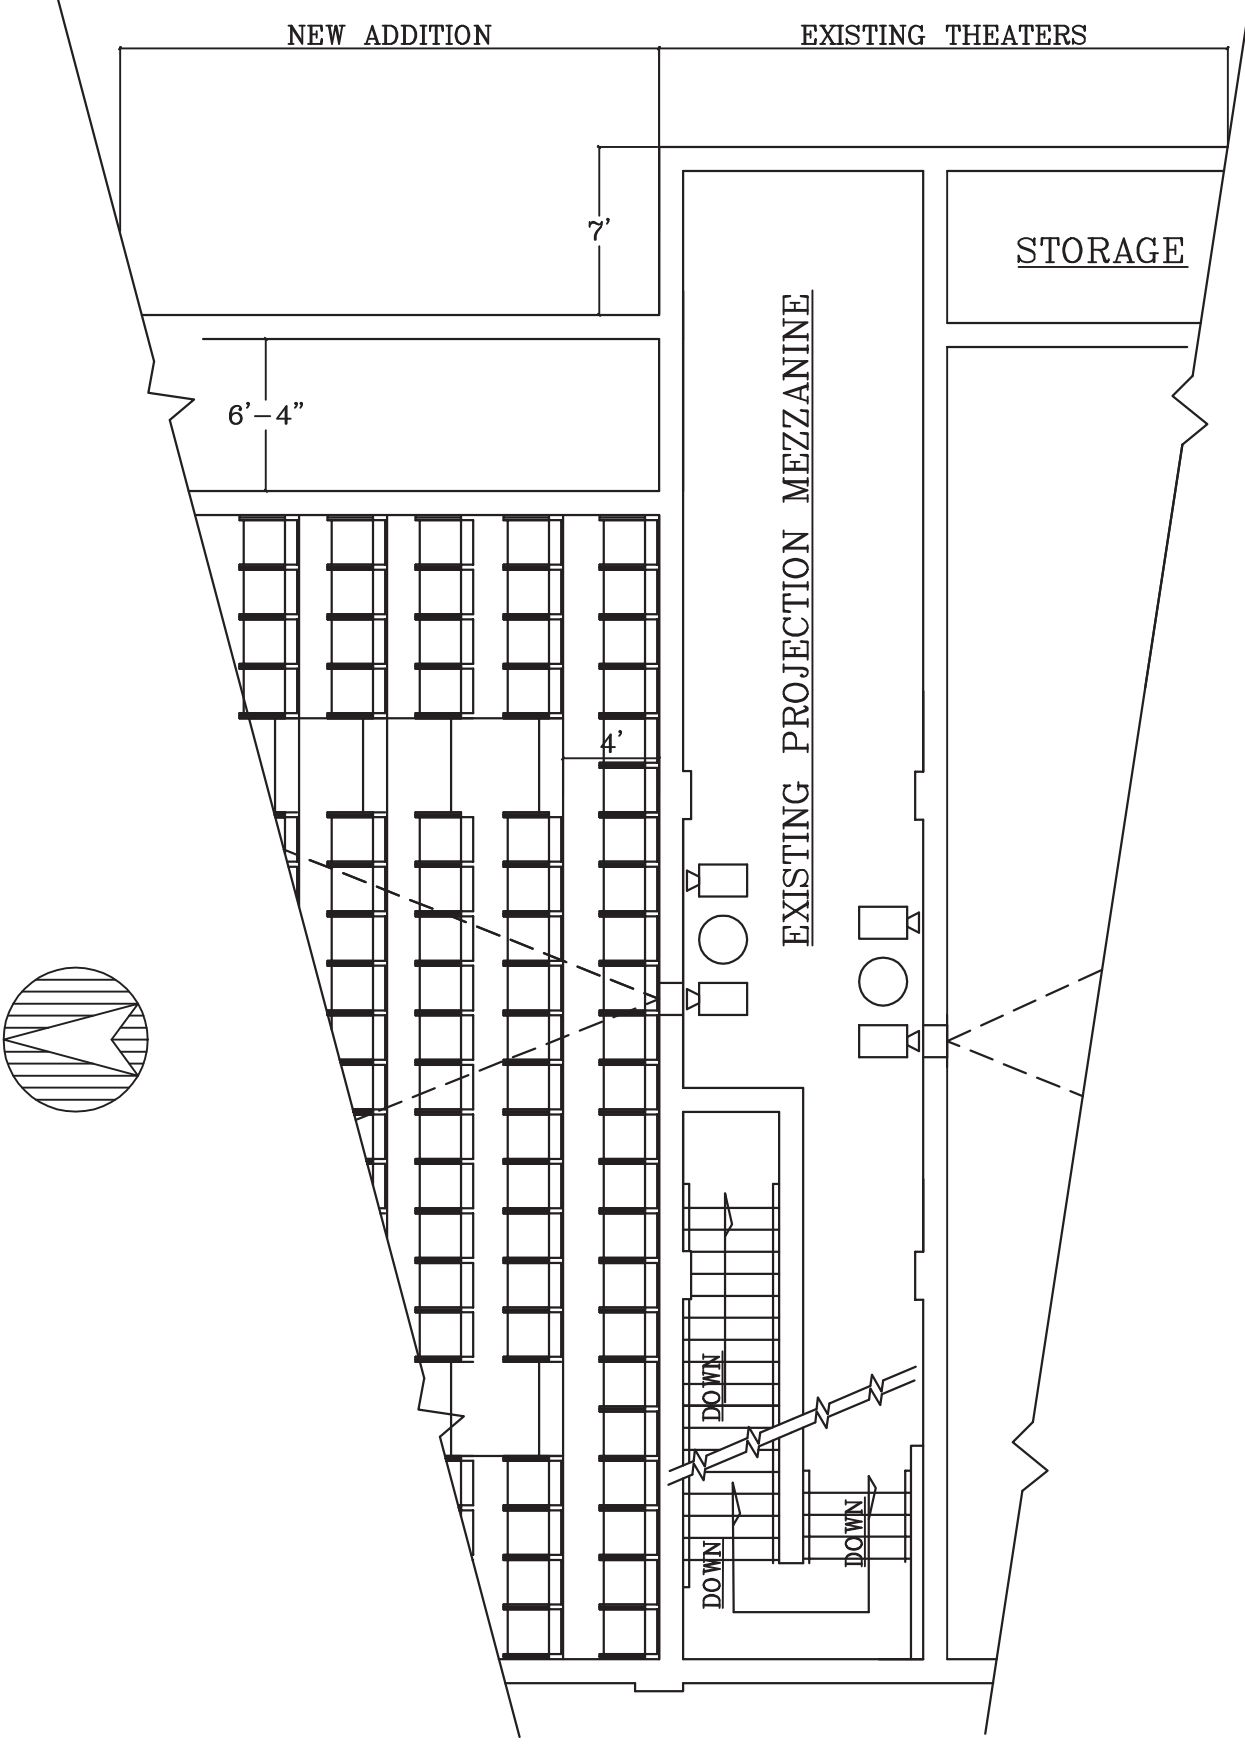 NEW ADDITION
EXISTING THEATERS
7'
STORAGE
6'-4"
EXISTING PROJECTION MEZZANINE
4'
DOWN
DOWN
DOWN